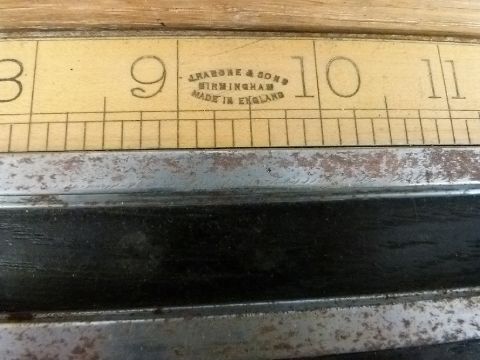 8 9 10 11
J. RABONE & SONS
BIRMINGHAM
MADE IN ENGLAND